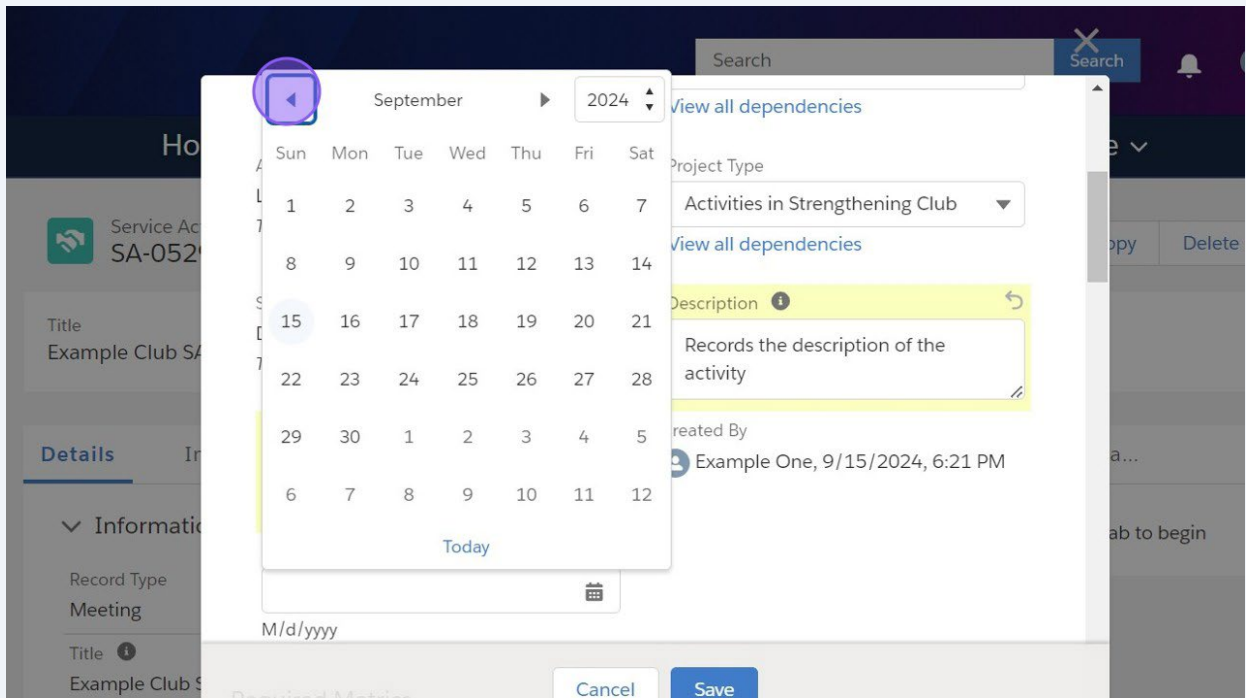 Search
Search
September
2024
View all dependencies
Sun Mon Tue Wed Thu Fri Sat
1 2 3 4 5 6 7
8 9 10 11 12 13 14
15 16 17 18 19 20 21
22 23 24 25 26 27 28
29 30 1 2 3 4 5
6 7 8 9 10 11 12
Today
M/d/yyyy
Project Type
Activities in Strengthening Club
View all dependencies
Description
Records the description of the
activity
Created By
Example One, 9/15/2024, 6:21 PM
Cancel
Save
Service Ac
SA-052
Delete
Title
Example Club SA
Details
ab to begin
Record Type
Meeting
Title
Example Club S
Required Metrics